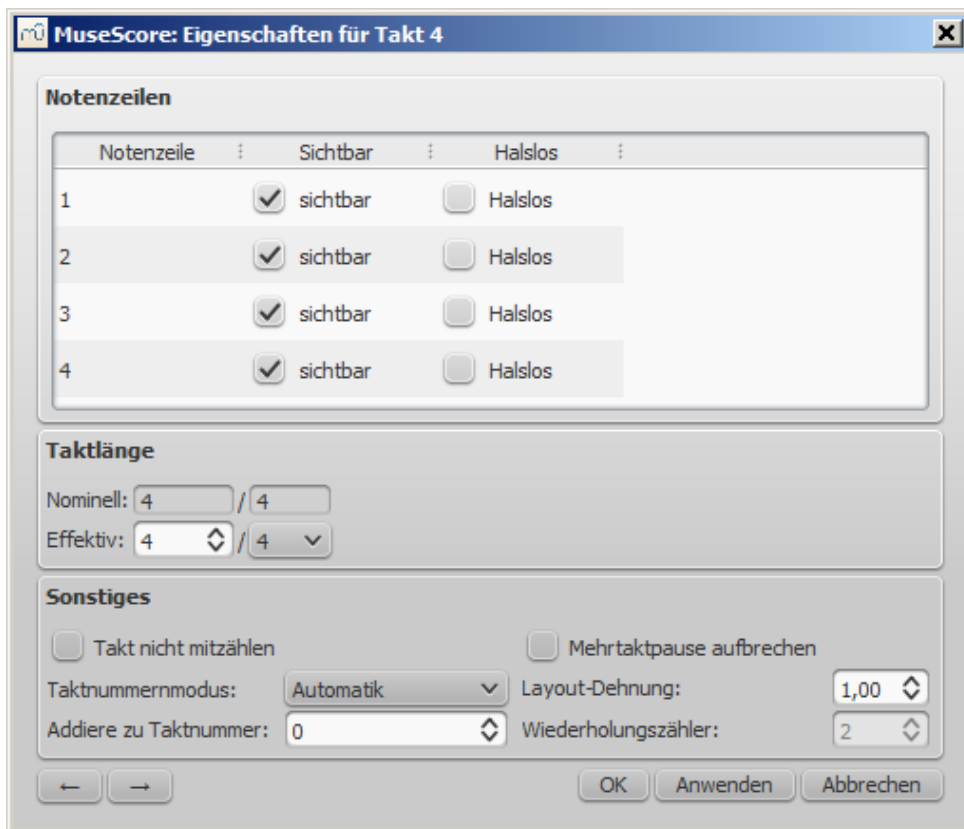 MuseScore: Eigenschaften für Takt 4
Notenzeilen
Notenzeile Sichtbar Halslos
1 sichtbar Halslos
2 sichtbar Halslos
3 sichtbar Halslos
4 sichtbar Halslos
Taktlänge
Nominell: 4 / 4
Effektiv: 4 / 4
Sonstiges
Takt nicht mitzählen Mehrtaktpause aufbrechen
Taktnummernmodus: Automatik Layout-Dehnung: 1,00
Addiere zu Taktnummer: 0 Wiederholungszähler: 2
← → OK Anwenden Abbrechen